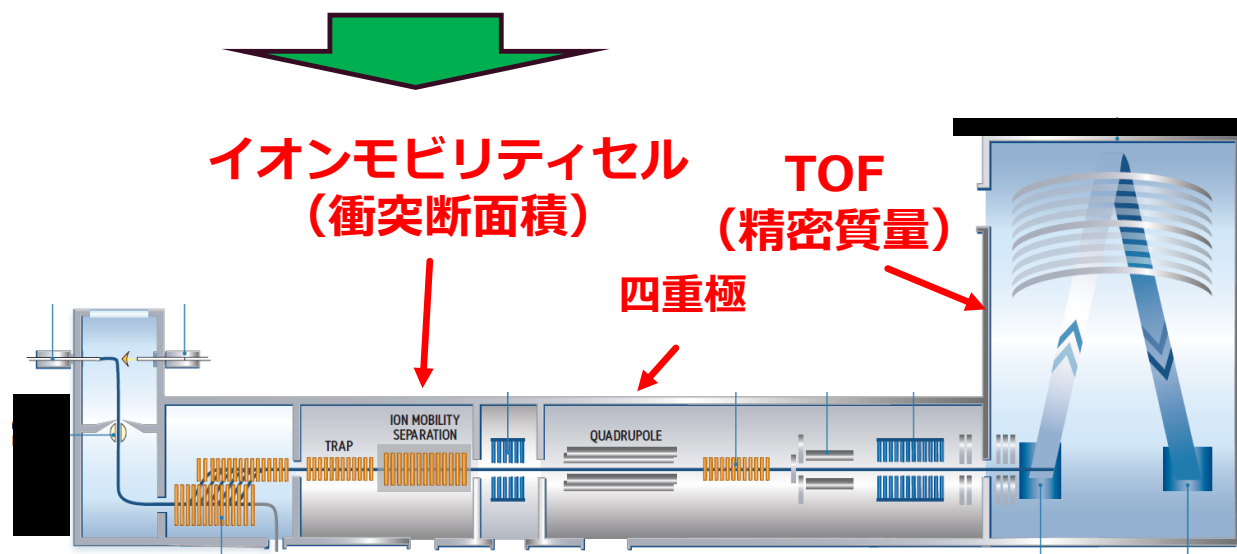 イオンモビリティセル
（衝突断面積）
TOF
（精密質量）
四重極
TRAP
ION MOBILITY
SEPARATION
QUADRUPOLE